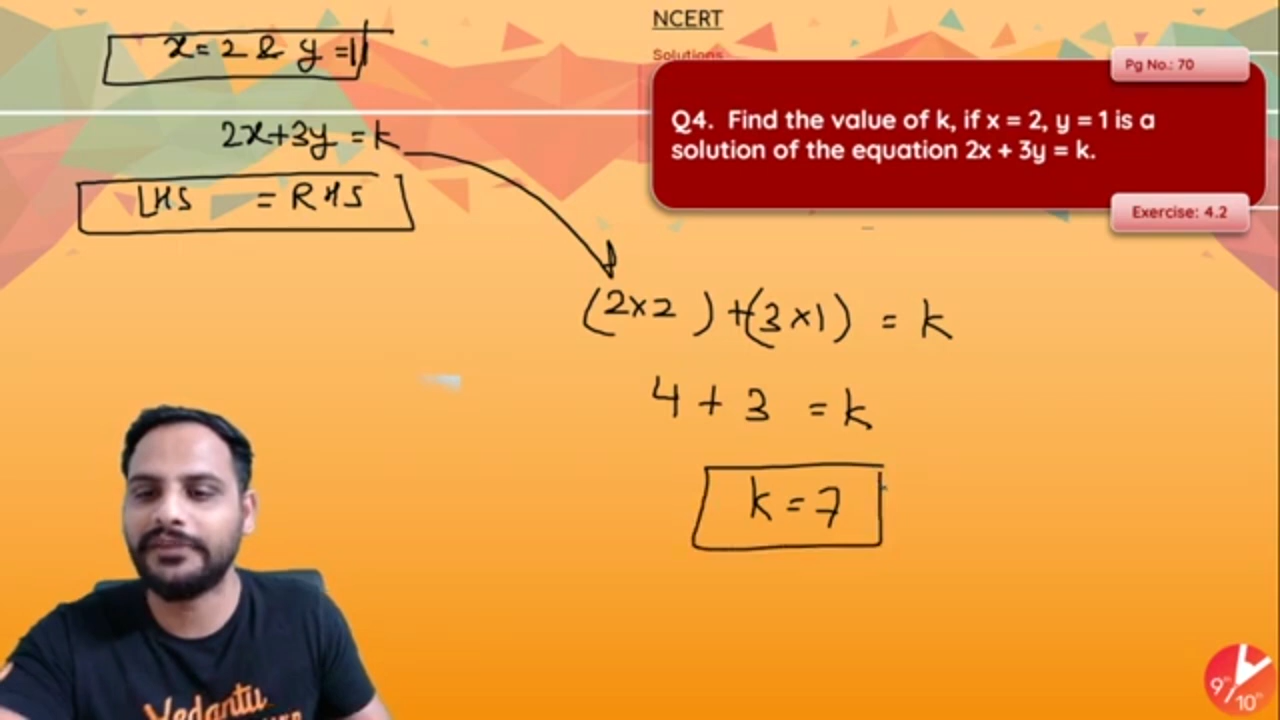 x = 2 & y = 1
2x+3y = k
LHS = RHS
NCERT
Solutions
Pg No.: 70
Q4. Find the value of k, if x = 2, y = 1 is a
solution of the equation 2x + 3y = k.
Exercise: 4.2
(2×2) + (3×1) = k
4 + 3 = k
k = 7
Vedantu
9th/10th